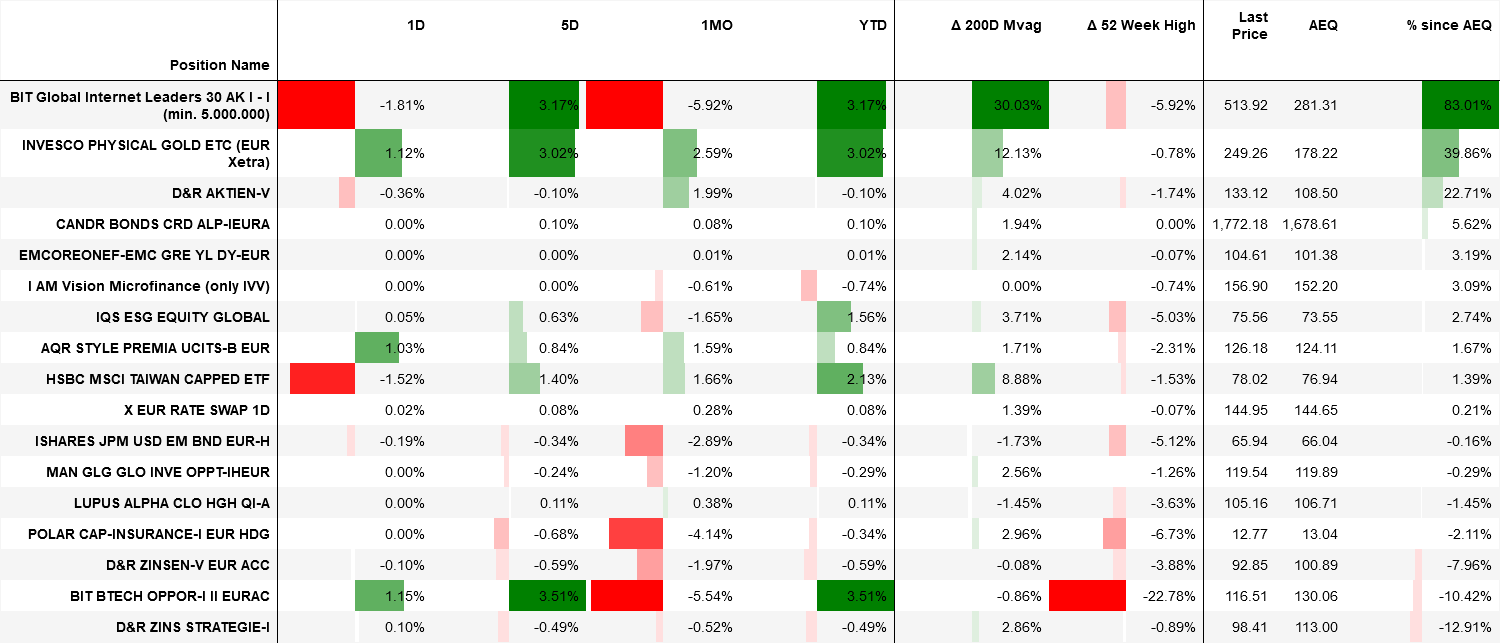 Position Name 1D 5D 1MO YTD Δ 200D Mvag Δ 52 Week High Last Price AEQ % since AEQ
BIT Global Internet Leaders 30 AK I - I (min. 5.000.000) -1.81% 3.17% -5.92% 3.17% 30.03% -5.92% 513.92 281.31 83.01%
INVESCO PHYSICAL GOLD ETC (EUR Xetra) 1.12% 3.02% 2.59% 3.02% 12.13% -0.78% 249.26 178.22 39.86%
D&R AKTIEN-V -0.36% -0.10% 1.99% -0.10% 4.02% -1.74% 133.12 108.50 22.71%
CANDR BONDS CRD ALP-IEURA 0.00% 0.10% 0.08% 0.10% 1.94% 0.00% 1,772.18 1,678.61 5.62%
EMCOREONEF-EMC GRE YL DY-EUR 0.00% 0.00% 0.01% 0.01% 2.14% -0.07% 104.61 101.38 3.19%
I AM Vision Microfinance (only IVV) 0.00% 0.00% -0.61% -0.74% 0.00% -0.74% 156.90 152.20 3.09%
IQS ESG EQUITY GLOBAL 0.05% 0.63% -1.65% 1.56% 3.71% -5.03% 75.56 73.55 2.74%
AQR STYLE PREMIA UCITS-B EUR 1.03% 0.84% 1.59% 0.84% 1.71% -2.31% 126.18 124.11 1.67%
HSBC MSCI TAIWAN CAPPED ETF -1.52% 1.40% 1.66% 2.13% 8.88% -1.53% 78.02 76.94 1.39%
X EUR RATE SWAP 1D 0.02% 0.08% 0.28% 0.08% 1.39% -0.07% 144.95 144.65 0.21%
ISHARES JPM USD EM BND EUR-H -0.19% -0.34% -2.89% -0.34% -1.73% -5.12% 65.94 66.04 -0.16%
MAN GLG GLO INVE OPPT-IHEUR 0.00% -0.24% -1.20% -0.29% 2.56% -1.26% 119.54 119.89 -0.29%
LUPUS ALPHA CLO HGH QI-A 0.00% 0.11% 0.38% 0.11% -1.45% -3.63% 105.16 106.71 -1.45%
POLAR CAP-INSURANCE-I EUR HDG 0.00% -0.68% -4.14% -0.34% 2.96% -6.73% 12.77 13.04 -2.11%
D&R ZINSEN-V EUR ACC -0.10% -0.59% -1.97% -0.59% -0.08% -3.88% 92.85 100.89 -7.96%
BIT BTECH OPPOR-I II EURAC 1.15% 3.51% -5.54% 3.51% -0.86% -22.78% 116.51 130.06 -10.42%
D&R ZINS STRATEGIE-I 0.10% -0.49% -0.52% -0.49% 2.86% -0.89% 98.41 113.00 -12.91%